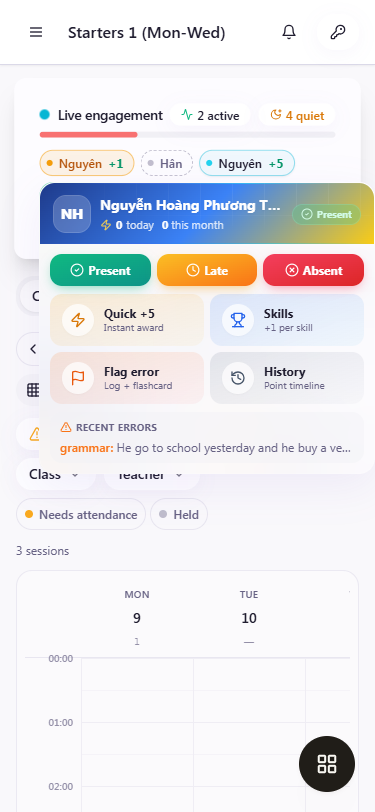 Starters 1 (Mon-Wed)
Live engagement
2 active
4 quiet
Nguyên +1
Hân
Nguyên +5
NH
Nguyễn Hoàng Phương T...
0 today 0 this month
Present
Present
Late
Absent
Quick +5
Instant award
Skills
+1 per skill
Flag error
Log + flashcard
History
Point timeline
RECENT ERRORS
grammar: He go to school yesterday and he buy a ve...
Class
Teacher
Needs attendance
Held
3 sessions
MON
TUE
9
10
1
—
00:00
01:00
02:00